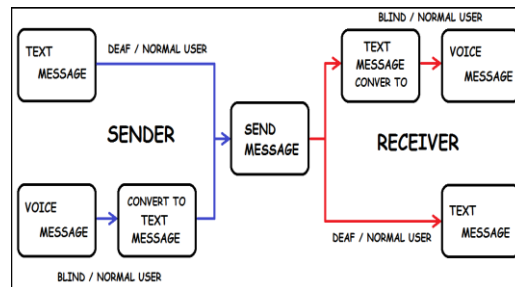 BLIND / NORMAL USER
TEXT
MESSAGE
DEAF / NORMAL USER
TEXT
MESSAGE
CONVER TO
VOICE
MESSAGE
SENDER
SEND
MESSAGE
RECEIVER
VOICE
MESSAGE
CONVERT TO
TEXT
MESSAGE
TEXT
MESSAGE
DEAF / NORMAL USER
BLIND / NORMAL USER